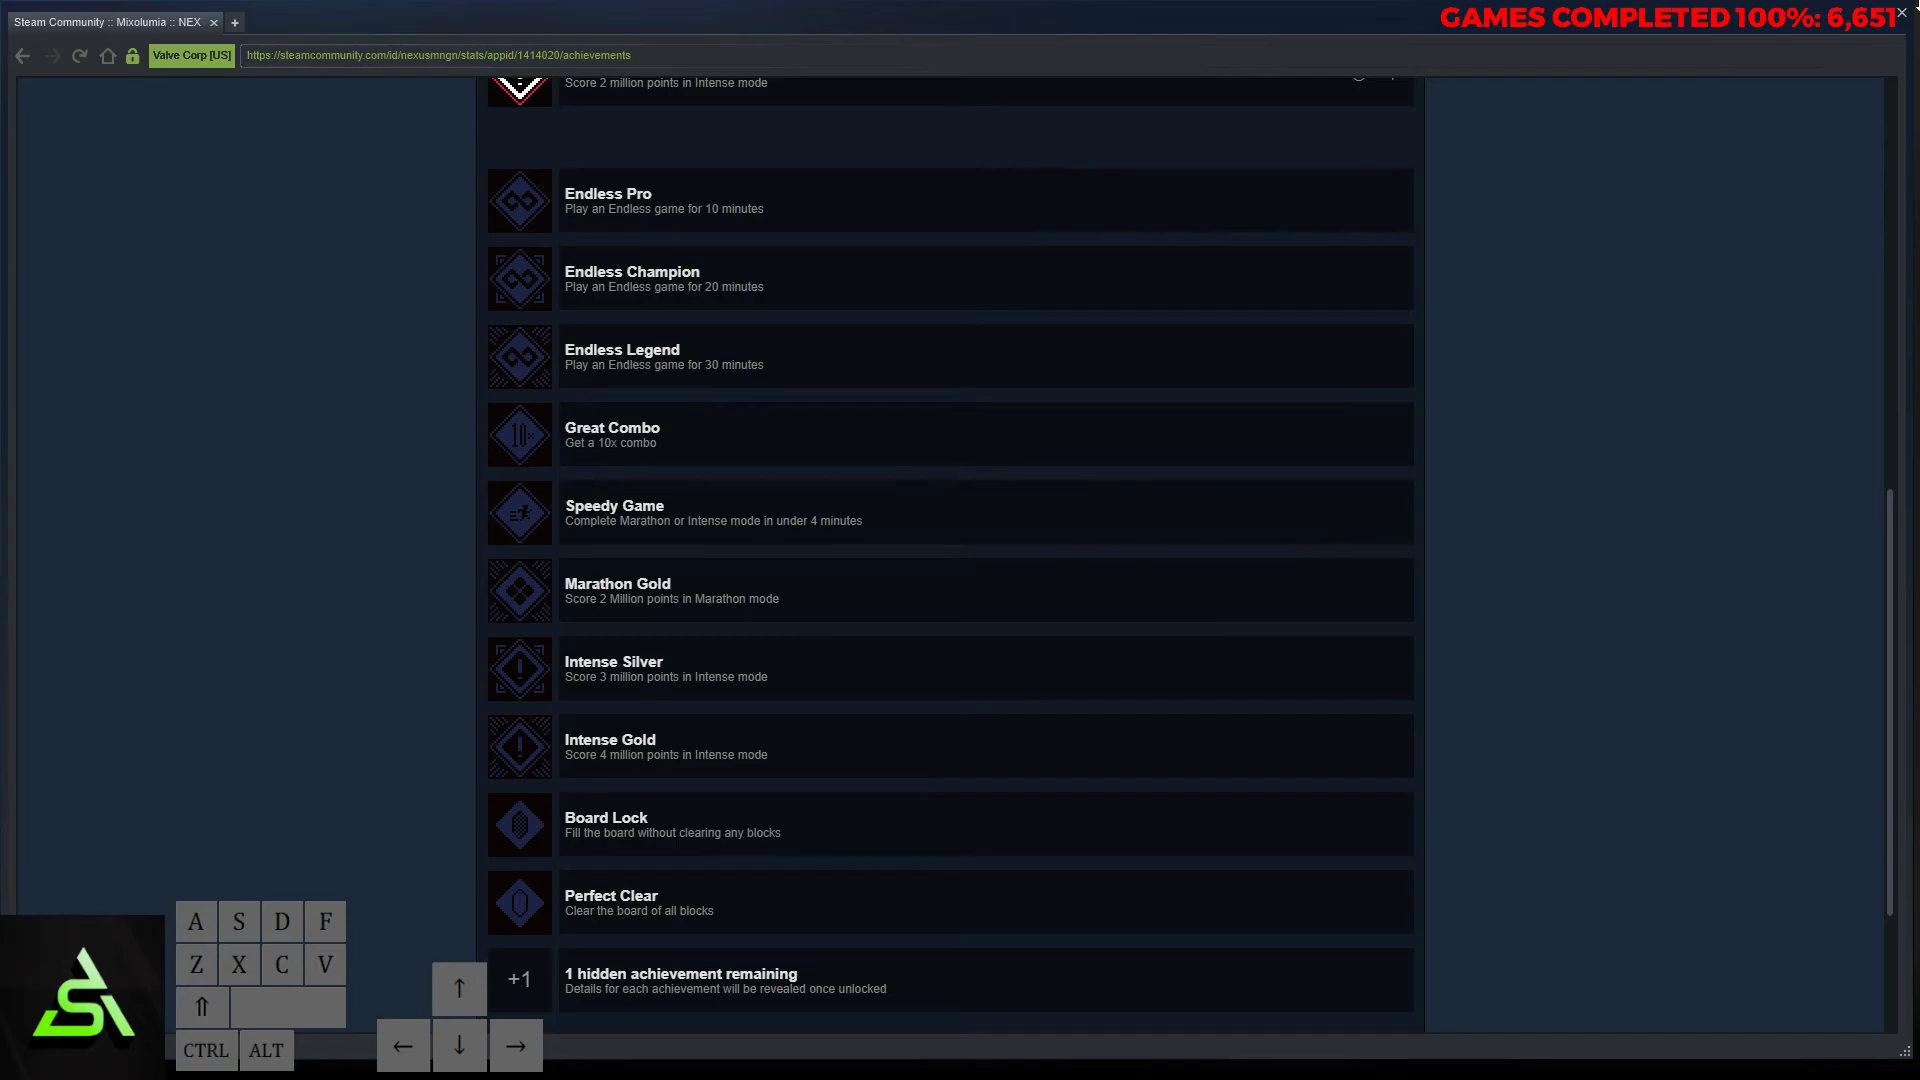 Steam Community :: Mixolumia :: NEX
GAMES COMPLETED 100%: 6,651
Valve Corp [US]
https://steamcommunity.com/id/nexusmngn/stats/appid/1414020/achievements
Score 2 million points in Intense mode
Endless Pro
Play an Endless game for 10 minutes
Endless Champion
Play an Endless game for 20 minutes
Endless Legend
Play an Endless game for 30 minutes
10x
Great Combo
Get a 10x combo
Speedy Game
Complete Marathon or Intense mode in under 4 minutes
Marathon Gold
Score 2 Million points in Marathon mode
Intense Silver
Score 3 million points in Intense mode
Intense Gold
Score 4 million points in Intense mode
Board Lock
Fill the board without clearing any blocks
Perfect Clear
Clear the board of all blocks
+1
1 hidden achievement remaining
Details for each achievement will be revealed once unlocked
A S D F
Z X C V
CTRL ALT